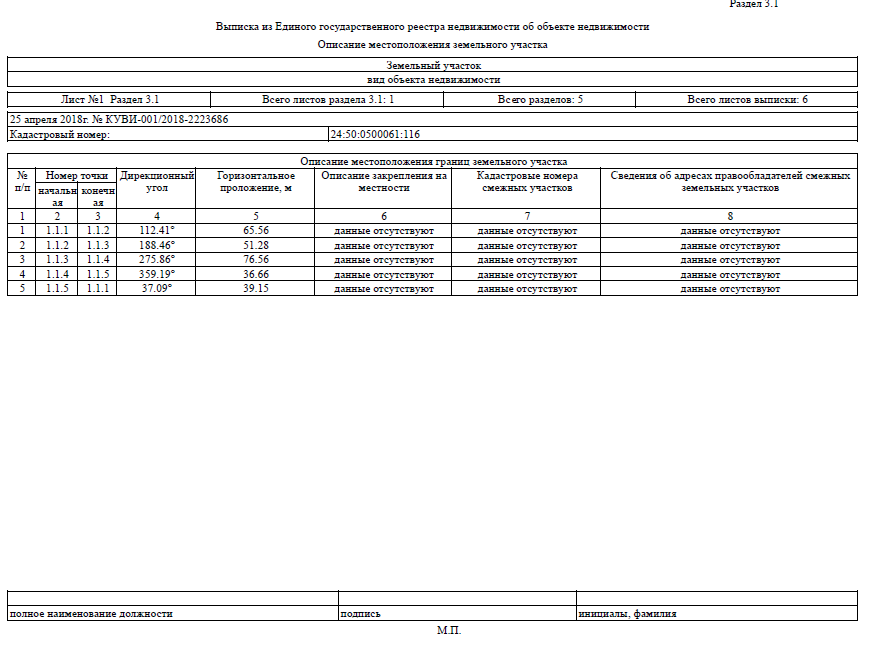 Раздел 3.1
Выписка из Единого государственного реестра недвижимости об объекте недвижимости
Описание местоположения земельного участка
Земельный участок
вид объекта недвижимости
Лист №1 Раздел 3.1 Всего листов раздела 3.1: 1 Всего разделов: 5 Всего листов выписки: 6
25 апреля 2018г. № КУВИ-001/2018-2223686
Кадастровый номер: 24:50:0500061:116
Описание местоположения границ земельного участка
№ Номер точки Дирекционный Горизонтальное Описание закрепления на Кадастровые номера Сведения об адресах правообладателей смежных
п/п начальн конечн угол проложение, м местности смежных участков земельных участков
ая ая
1 2 3 4 5 6 7 8
1 1.1.1 1.1.2 112.41° 65.56 данные отсутствуют данные отсутствуют данные отсутствуют
2 1.1.2 1.1.3 188.46° 51.28 данные отсутствуют данные отсутствуют данные отсутствуют
3 1.1.3 1.1.4 275.86° 76.56 данные отсутствуют данные отсутствуют данные отсутствуют
4 1.1.4 1.1.5 359.19° 36.66 данные отсутствуют данные отсутствуют данные отсутствуют
5 1.1.5 1.1.1 37.09° 39.15 данные отсутствуют данные отсутствуют данные отсутствуют
полное наименование должности подпись инициалы, фамилия
М.П.